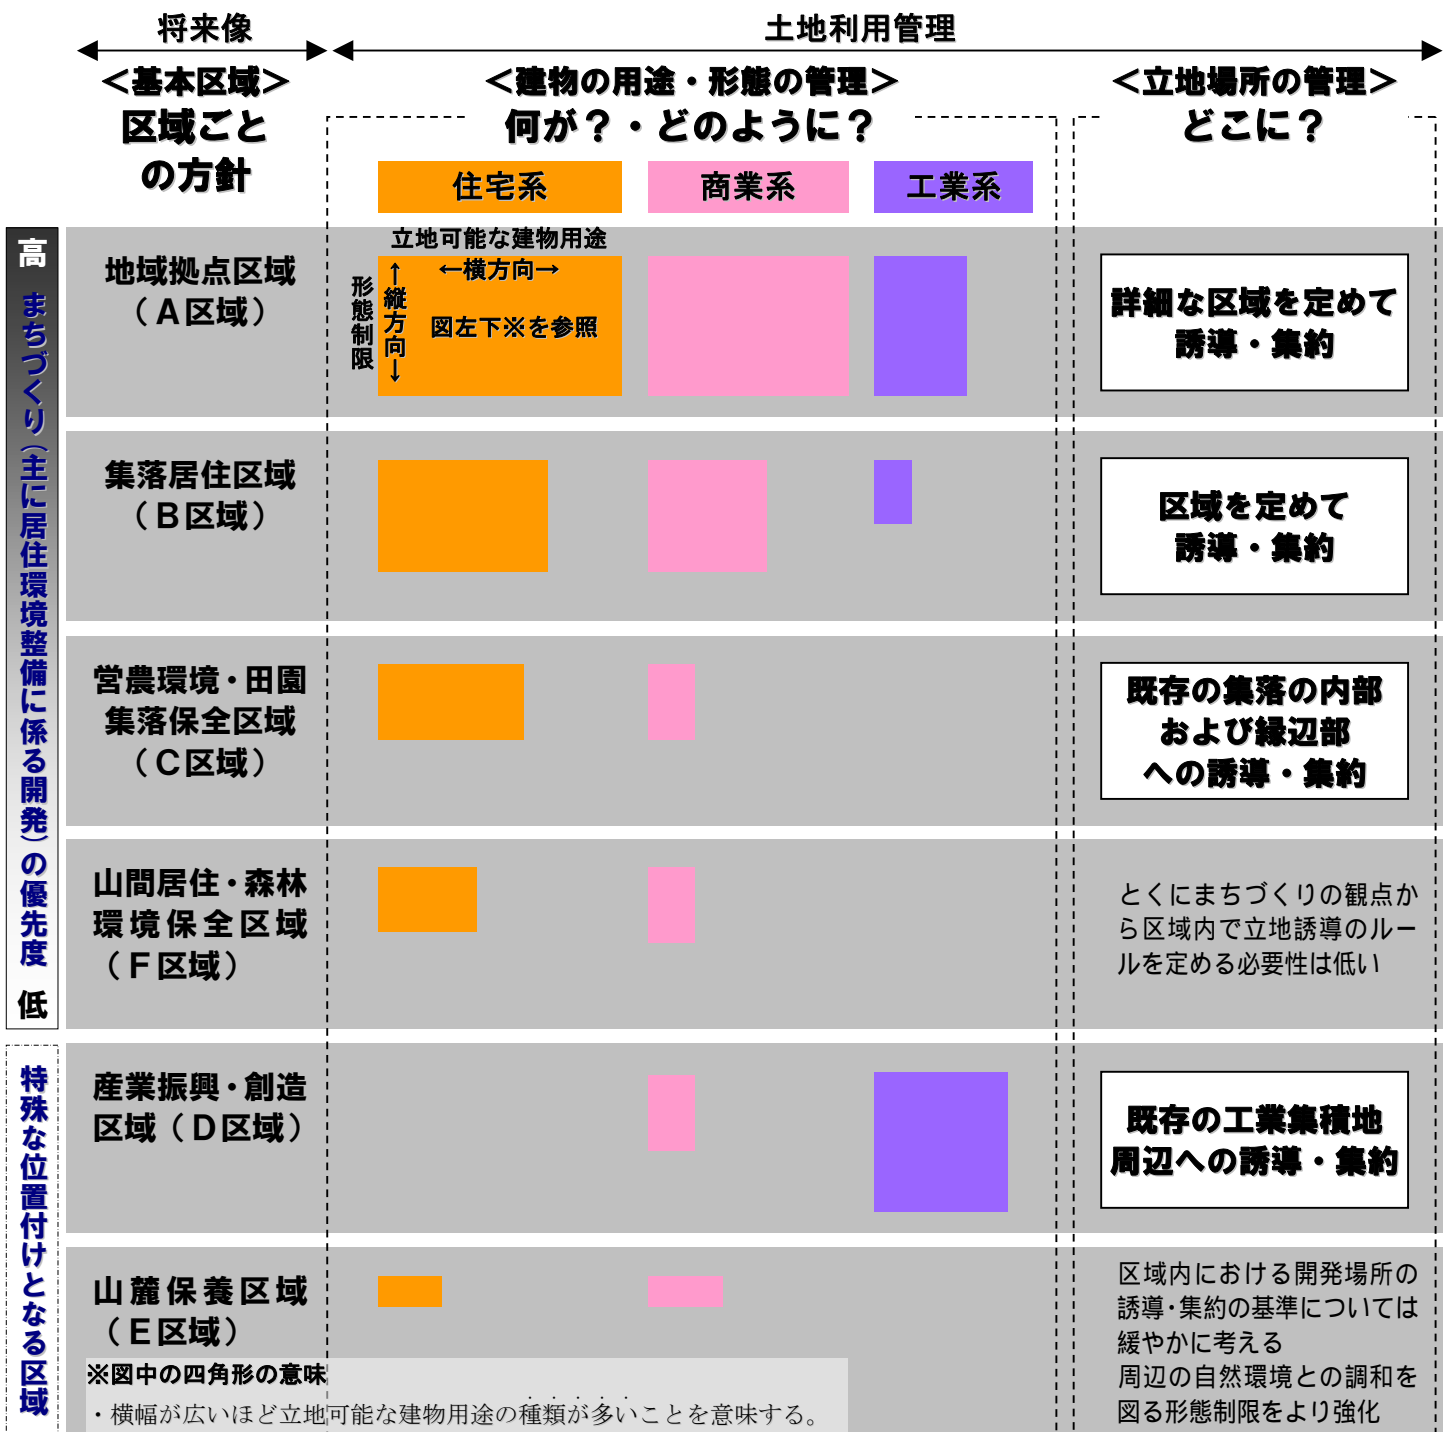 将来像
土地利用管理
＜基本区域＞
区域ごと
の方針
＜建物の用途・形態の管理＞
何が？・どのように？
＜立地場所の管理＞
どこに？
住宅系
商業系
工業系
高　まちづくり（主に居住環境整備に係る開発）の優先度　低
地域拠点区域
（Ａ区域）
立地可能な建物用途
←横方向→
形態制限
←縦方向→
図左下※を参照
詳細な区域を定めて
誘導・集約
集落居住区域
（Ｂ区域）
区域を定めて
誘導・集約
営農環境・田園
集落保全区域
（Ｃ区域）
既存の集落の内部
および縁辺部
への誘導・集約
山間居住・森林
環境保全区域
（Ｆ区域）
とくにまちづくりの観点か
ら区域内で立地誘導のルー
ルを定める必要性は低い
特殊な位置付けとなる区域
産業振興・創造
区域（Ｄ区域）
既存の工業集積地
周辺への誘導・集約
山麓保養区域
（Ｅ区域）
区域内における開発場所の
誘導・集約の基準については
緩やかに考える
周辺の自然環境との調和を
図る形態制限をより強化
※図中の四角形の意味
・横幅が広いほど立地可能な建物用途の種類が多いことを意味する。